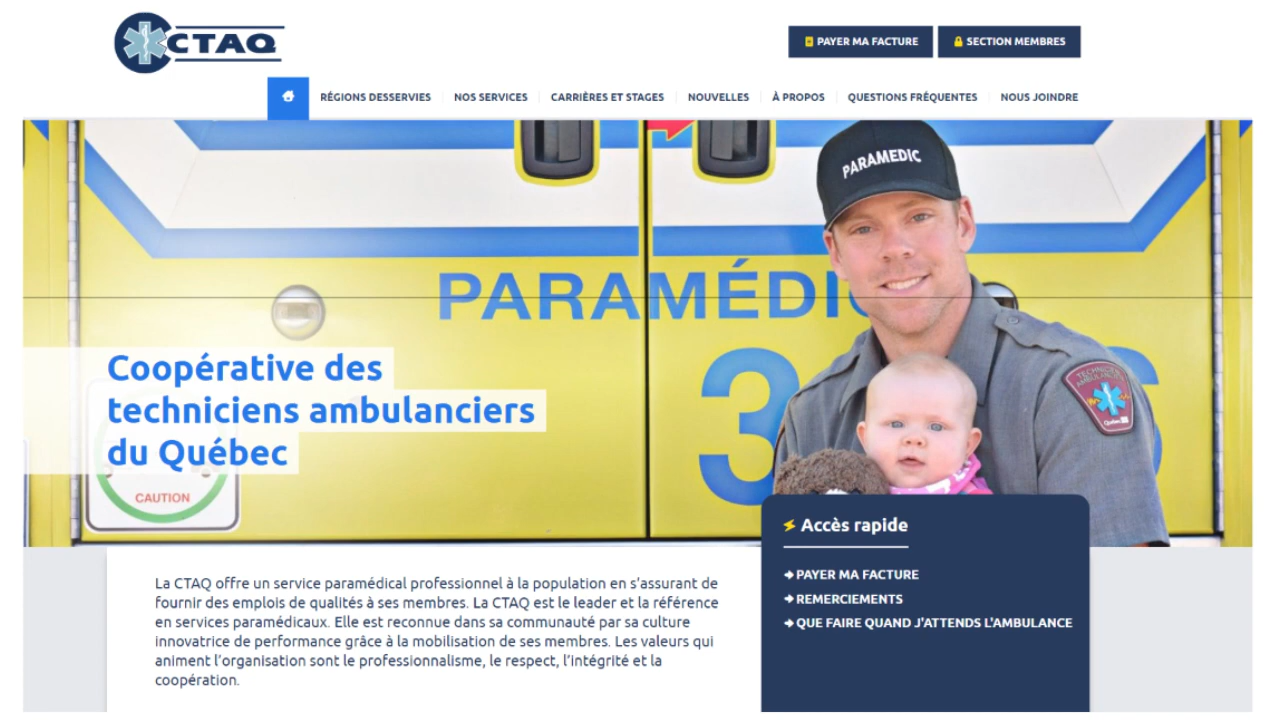 CTAQ
PAYER MA FACTURE
SECTION MEMBRES
RÉGIONS DESSERVIES
NOS SERVICES
CARRIÈRES ET STAGES
NOUVELLES
À PROPOS
QUESTIONS FRÉQUENTES
NOUS JOINDRE
PARAMEDIC
PARAMÉDIC
3
6
TECHNICIEN
AMBULANCIER
Québec
Coopérative des
techniciens ambulanciers
du Québec
CAUTION
Accès rapide
PAYER MA FACTURE
REMERCIEMENTS
QUE FAIRE QUAND J'ATTENDS L'AMBULANCE
La CTAQ offre un service paramédical professionnel à la population en s'assurant de
fournir des emplois de qualités à ses membres. La CTAQ est le leader et la référence
en services paramédicaux. Elle est reconnue dans sa communauté par sa culture
innovatrice de performance grâce à la mobilisation de ses membres. Les valeurs qui
animent l'organisation sont le professionnalisme, le respect, l'intégrité et la
coopération.